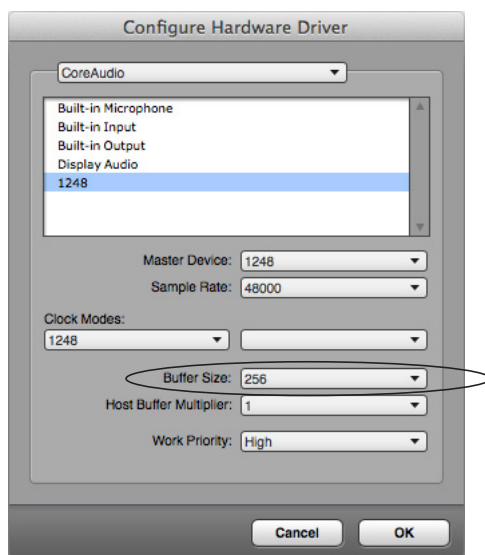 Configure Hardware Driver
CoreAudio
Built-in Microphone
Built-in Input
Built-in Output
Display Audio
1248
Master Device: 1248
Sample Rate: 48000
Clock Modes:
1248
Buffer Size: 256
Host Buffer Multiplier: 1
Work Priority: High
Cancel OK